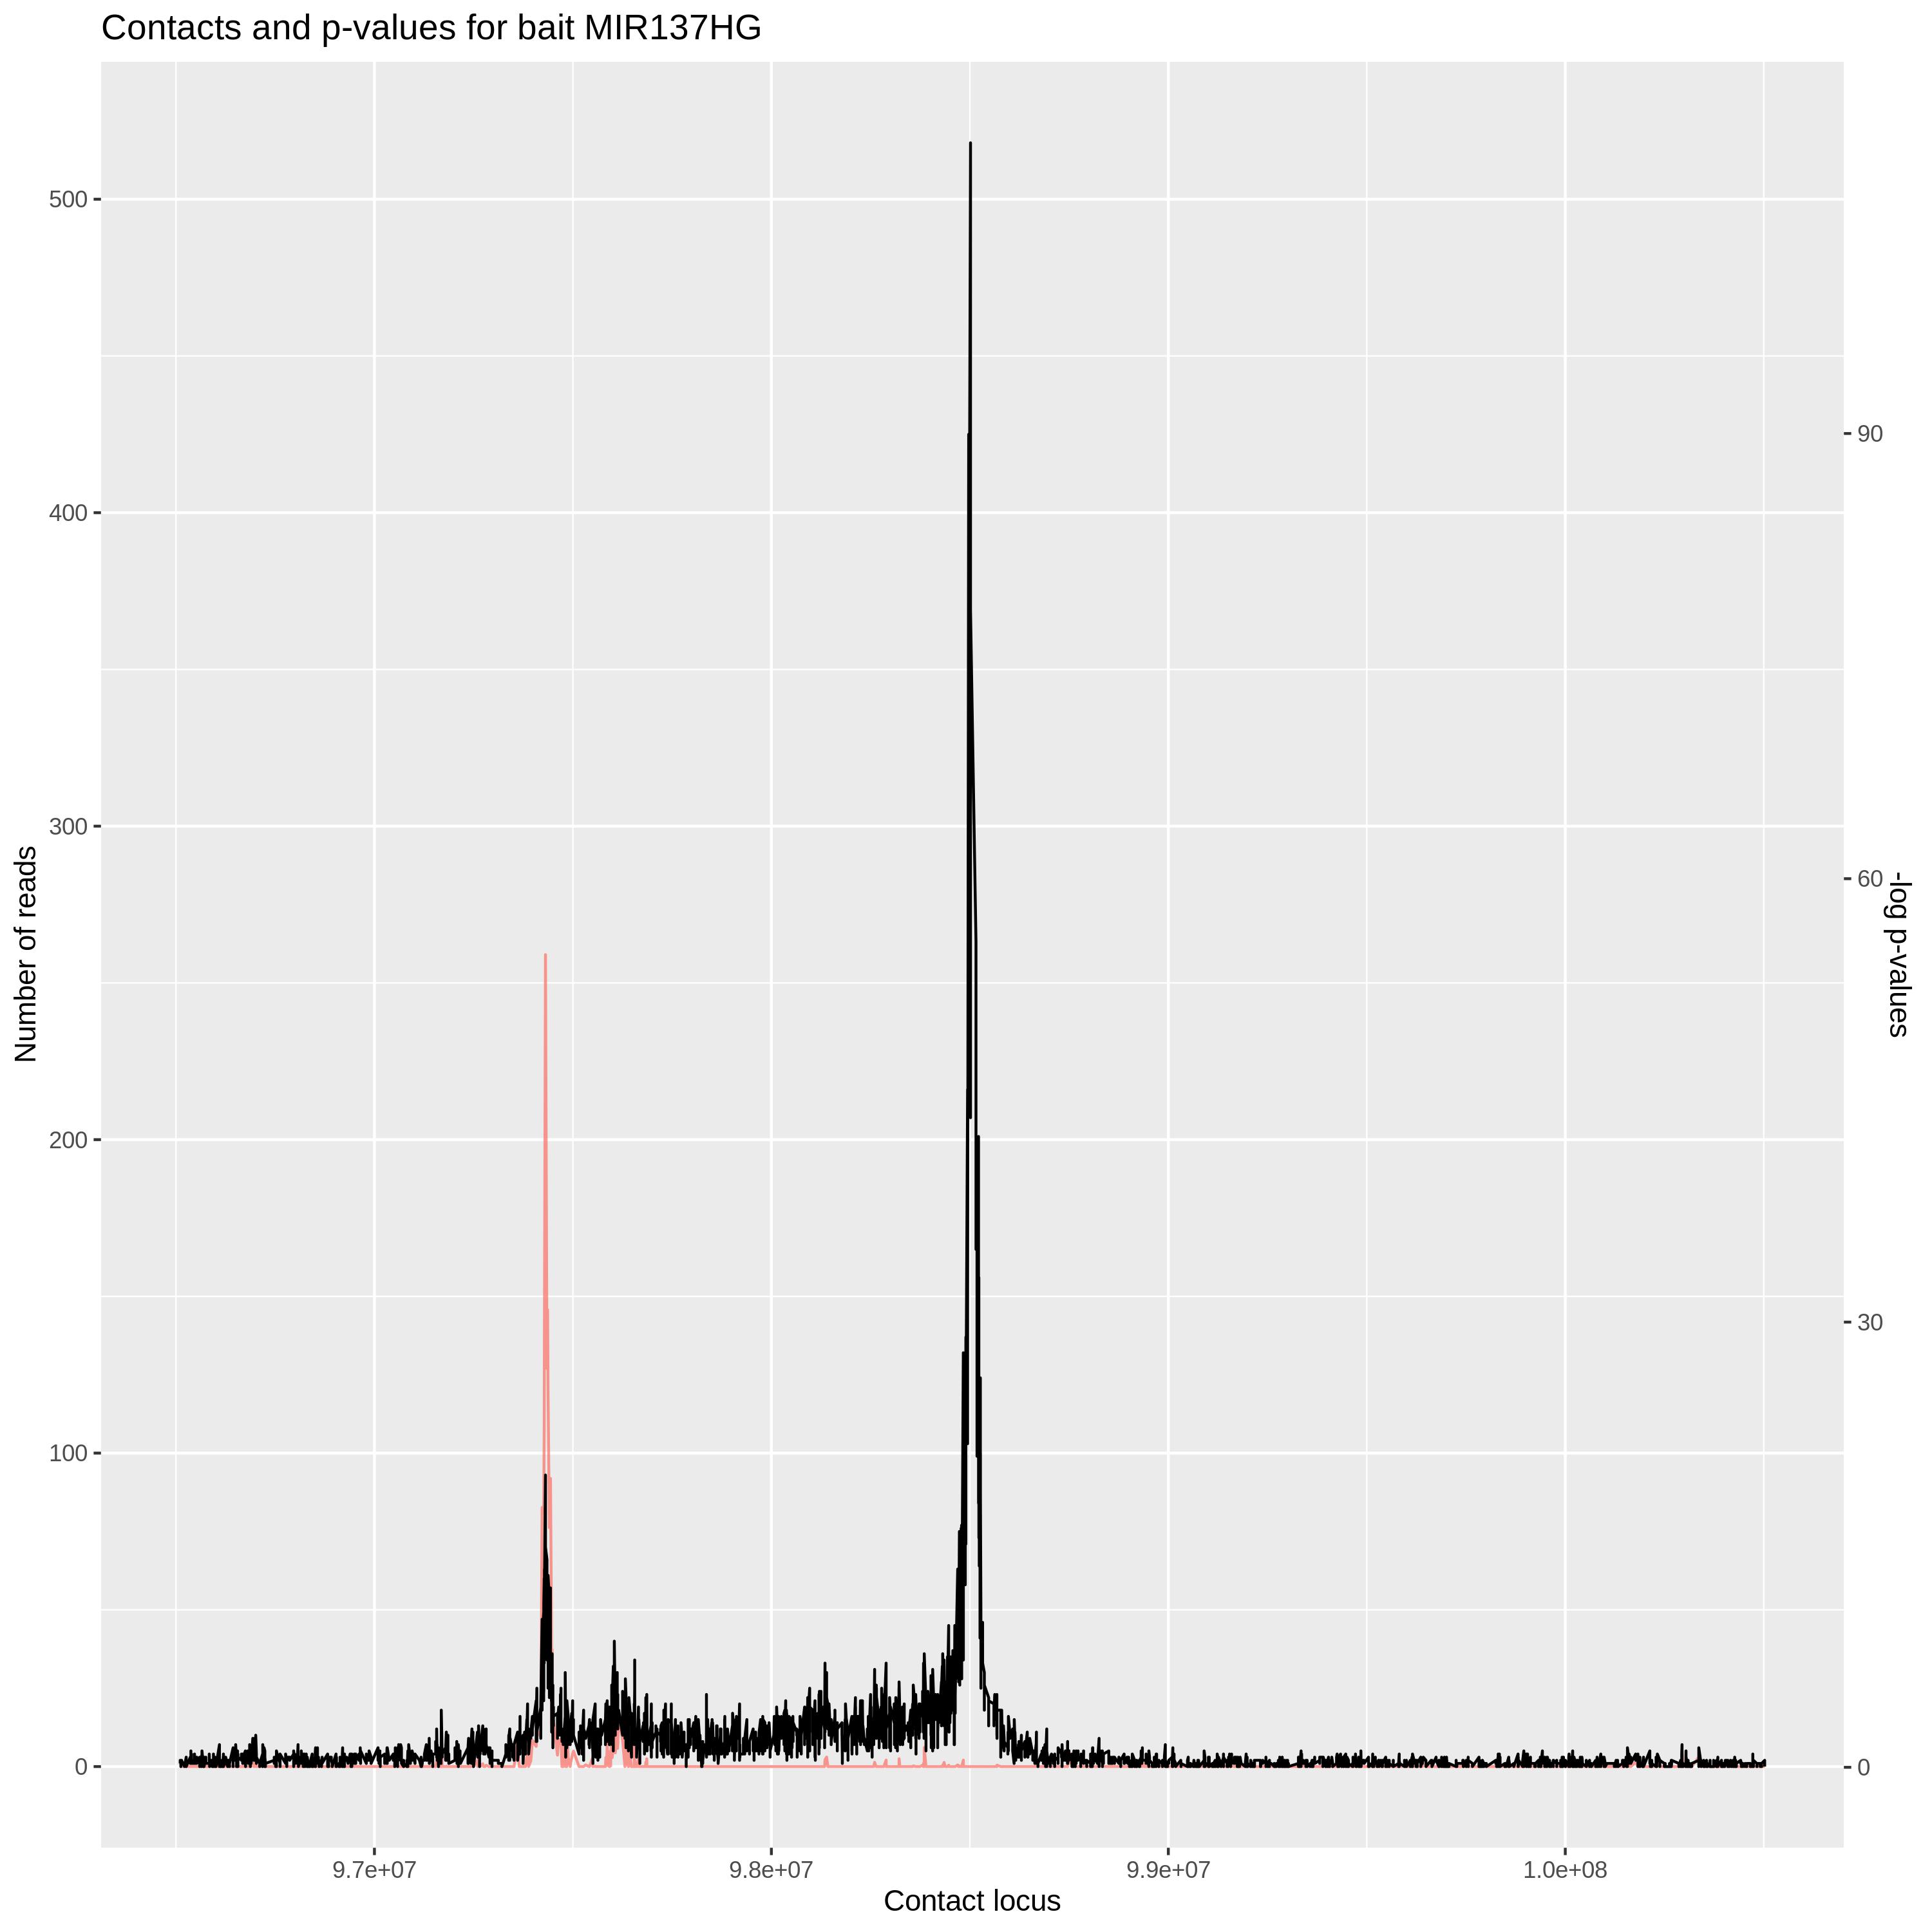 Contacts and p-values for bait MIR137HG
500
400
300
200
100
0
Number of reads
90
60
30
0
-log p-values
9.7e+07
9.8e+07
9.9e+07
1.0e+08
Contact locus